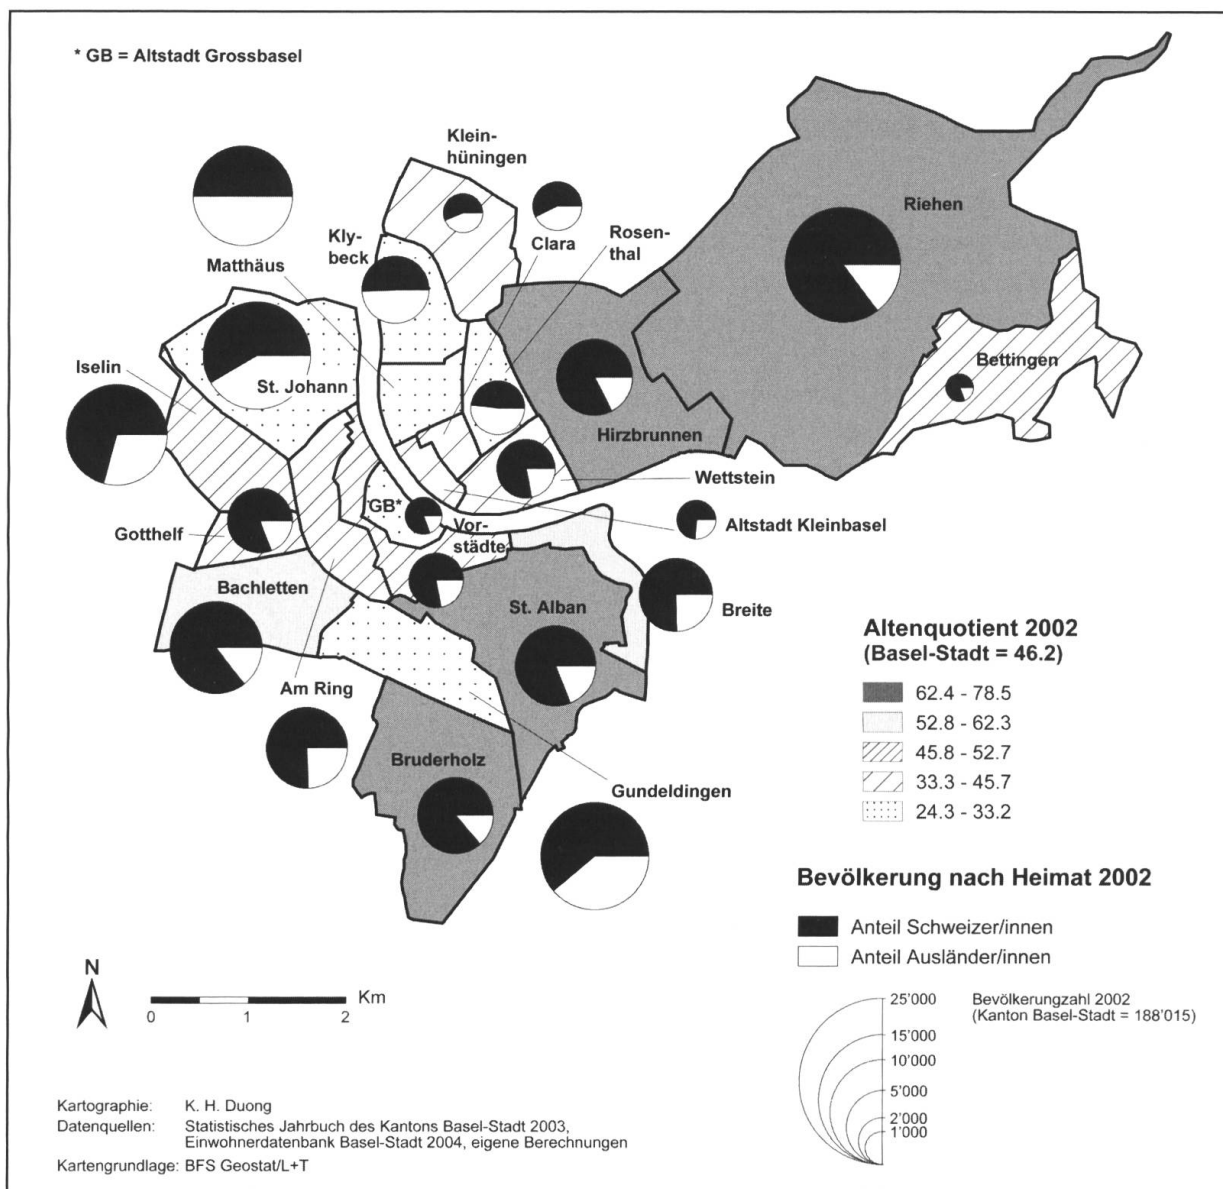 * GB = Altstadt Grossbasel
Klein-
hüningen
Riehen
Rosen-
thal
Clara
Kly-
beck
Matthäus
Iselin
St. Johann
Bettingen
Hirzbrunnen
Wettstein
GB*
Altstadt Kleinbasel
Vor-
städte
Gotthelf
Bachletten
St. Alban
Breite
Am Ring
Bruderholz
Gundeldingen
Altenquotient 2002
(Basel-Stadt = 46.2)
62.4 - 78.5
52.8 - 62.3
45.8 - 52.7
33.3 - 45.7
24.3 - 33.2
Bevölkerung nach Heimat 2002
Anteil Schweizer/innen
Anteil Ausländer/innen
25'000
15'000
10'000
5'000
2'000
1'000
Bevölkerungzahl 2002
(Kanton Basel-Stadt = 188'015)
N
Km
0 1 2
Kartographie: K. H. Duong
Datenquellen: Statistisches Jahrbuch des Kantons Basel-Stadt 2003,
Einwohnerdatenbank Basel-Stadt 2004, eigene Berechnungen
Kartengrundlage: BFS Geostat/L+T